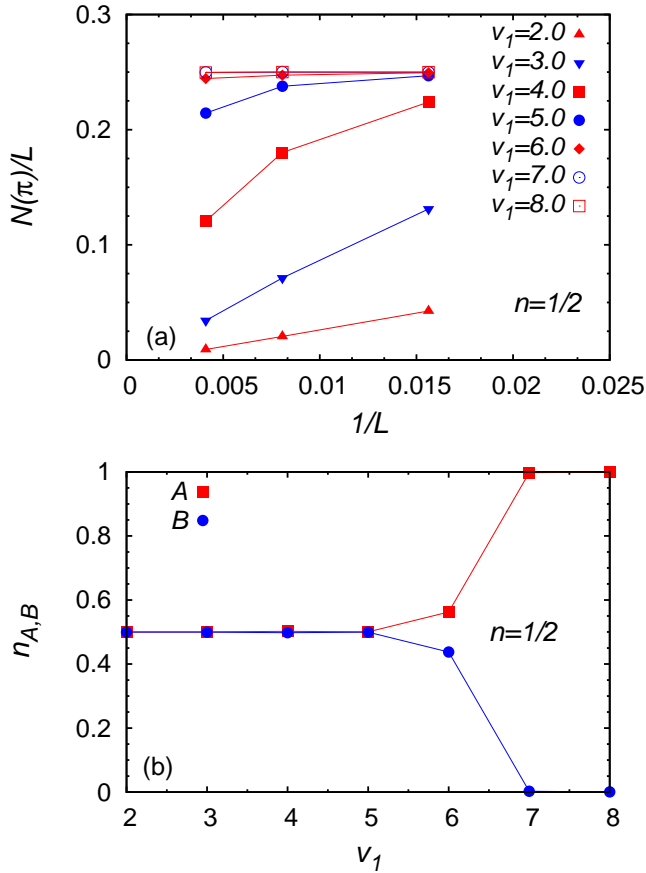 (a)
N(π)/L
0.3
0.2
0.1
0
0
0.005
0.01
0.015
0.02
0.025
1/L
v1=2.0
v1=3.0
v1=4.0
v1=5.0
v1=6.0
v1=7.0
v1=8.0
n=1/2
(b)
nA,B
1
0.8
0.6
0.4
0.2
0
2
3
4
5
6
7
8
v1
A
B
n=1/2